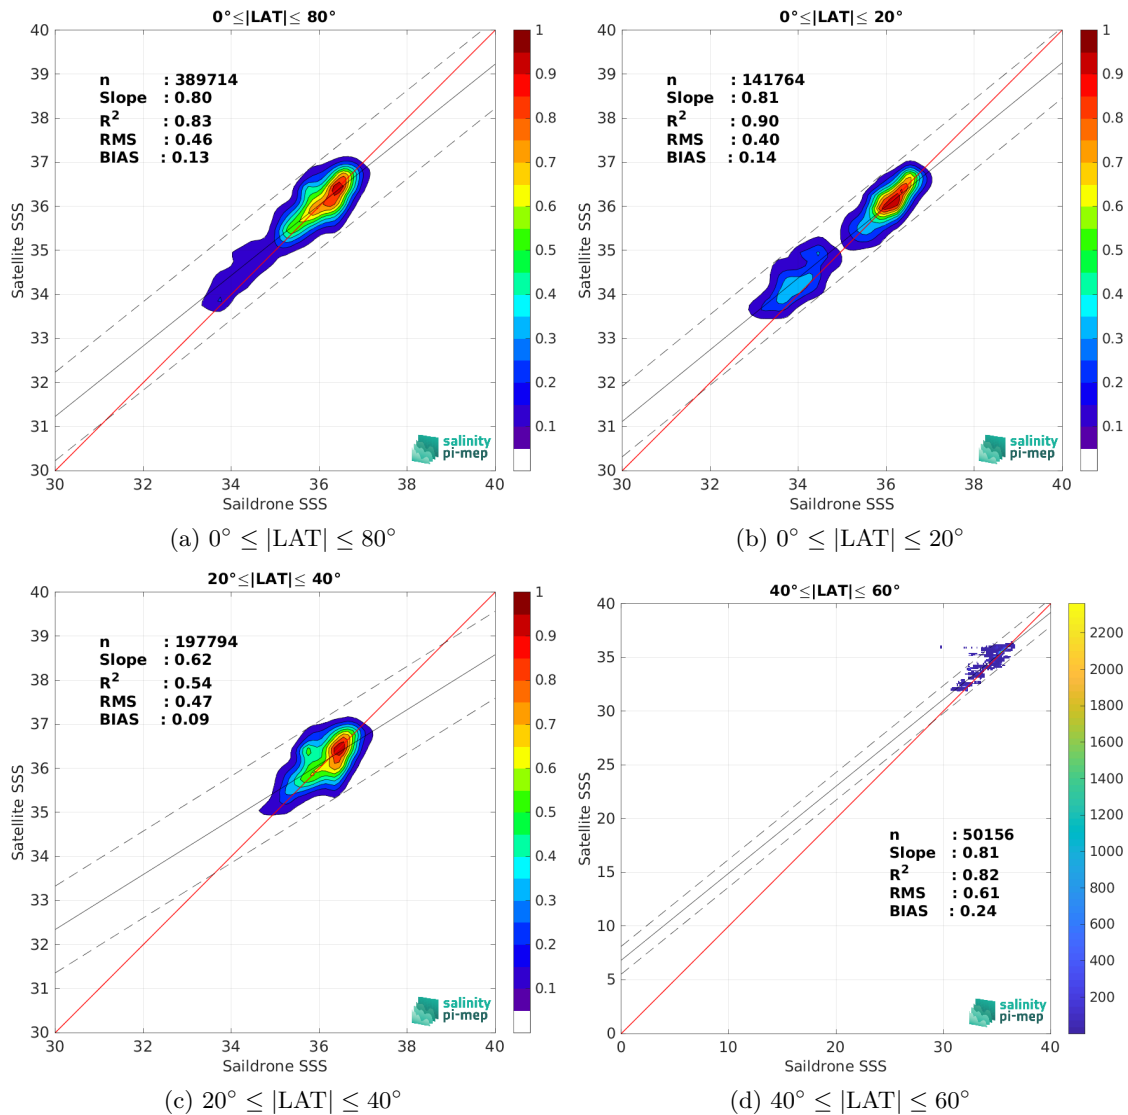 0°≤|LAT|≤ 80°
40
39
38
37
36
35
34
33
32
31
30
30 32 34 36 38 40
Satellite SSS
Saildrone SSS
n : 389714
Slope : 0.80
R² : 0.83
RMS : 0.46
BIAS : 0.13
salinity
pi-mep
1
0.9
0.8
0.7
0.6
0.5
0.4
0.3
0.2
0.1
(a) 0° ≤ |LAT| ≤ 80°
0°≤|LAT|≤ 20°
40
39
38
37
36
35
34
33
32
31
30
30 32 34 36 38 40
Satellite SSS
Saildrone SSS
n : 141764
Slope : 0.81
R² : 0.90
RMS : 0.40
BIAS : 0.14
salinity
pi-mep
1
0.9
0.8
0.7
0.6
0.5
0.4
0.3
0.2
0.1
(b) 0° ≤ |LAT| ≤ 20°
20°≤|LAT|≤ 40°
40
39
38
37
36
35
34
33
32
31
30
30 32 34 36 38 40
Satellite SSS
Saildrone SSS
n : 197794
Slope : 0.62
R² : 0.54
RMS : 0.47
BIAS : 0.09
salinity
pi-mep
1
0.9
0.8
0.7
0.6
0.5
0.4
0.3
0.2
0.1
(c) 20° ≤ |LAT| ≤ 40°
40°≤|LAT|≤ 60°
40
35
30
25
20
15
10
5
0
0 10 20 30 40
Satellite SSS
Saildrone SSS
n : 50156
Slope : 0.81
R² : 0.82
RMS : 0.61
BIAS : 0.24
salinity
pi-mep
2200
2000
1800
1600
1400
1200
1000
800
600
400
200
(d) 40° ≤ |LAT| ≤ 60°